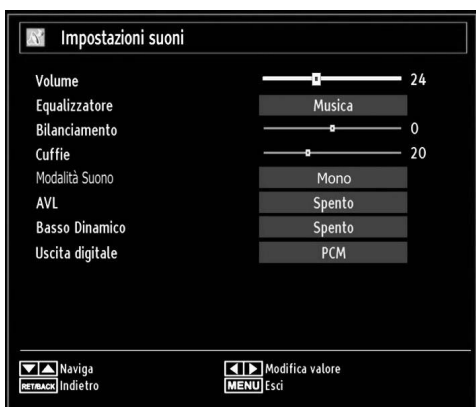 Impostazioni suoni
Volume 24
Equalizzatore Musica
Bilanciamento 0
Cuffie 20
Modalità Suono Mono
AVL Spento
Basso Dinamico Spento
Uscita digitale PCM
Naviga Modifica valore
RET/BACK Indietro MENU Esci